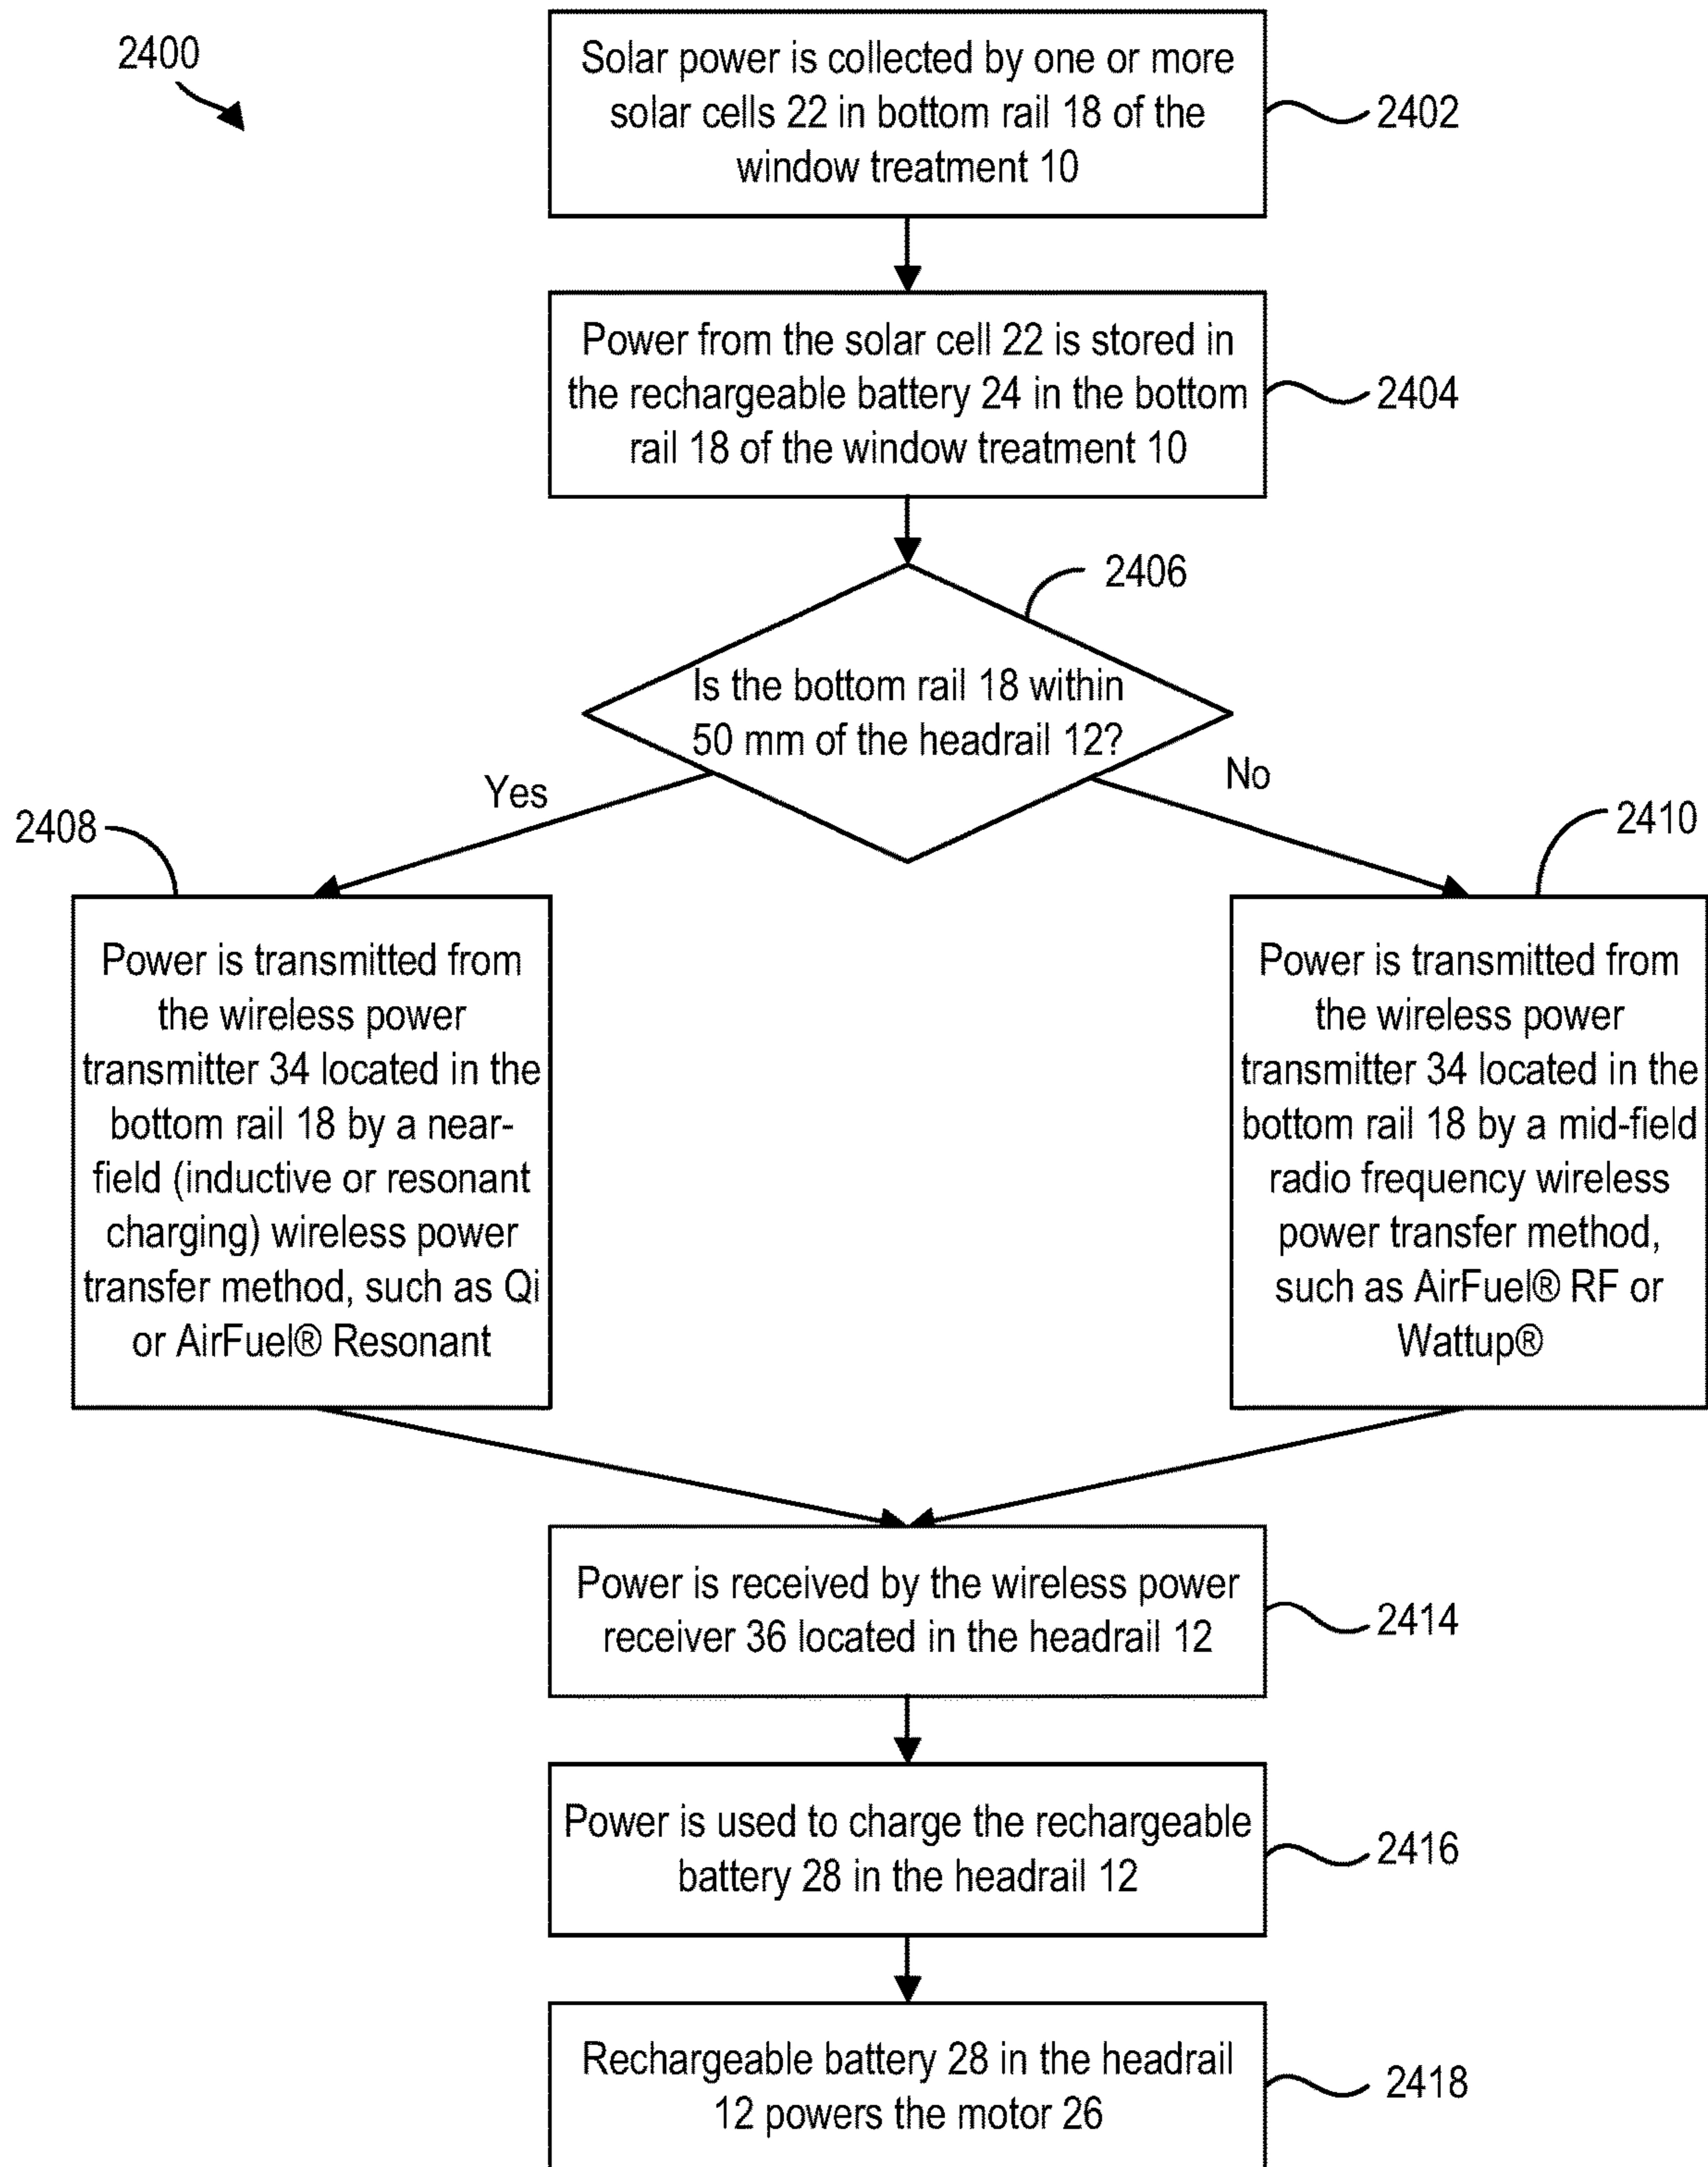 2400
Solar power is collected by one or more
solar cells 22 in bottom rail 18 of the
window treatment 10
2402
Power from the solar cell 22 is stored in
the rechargeable battery 24 in the bottom
rail 18 of the window treatment 10
2404
2406
Is the bottom rail 18 within
50 mm of the headrail 12?
Yes
No
2408
Power is transmitted from
the wireless power
transmitter 34 located in the
bottom rail 18 by a near-
field (inductive or resonant
charging) wireless power
transfer method, such as Qi
or AirFuel® Resonant
2410
Power is transmitted from
the wireless power
transmitter 34 located in the
bottom rail 18 by a mid-field
radio frequency wireless
power transfer method,
such as AirFuel® RF or
Wattup®
Power is received by the wireless power
receiver 36 located in the headrail 12
2414
Power is used to charge the rechargeable
battery 28 in the headrail 12
2416
Rechargeable battery 28 in the headrail
12 powers the motor 26
2418